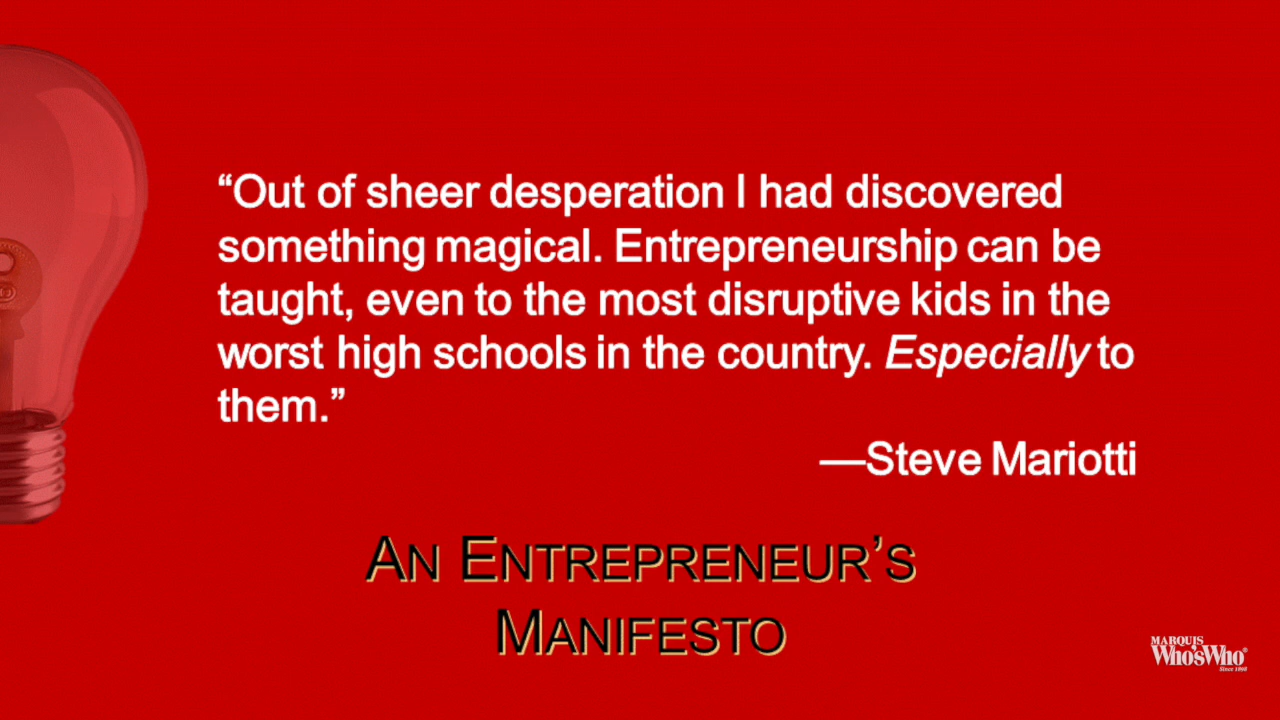 “Out of sheer desperation I had discovered
something magical. Entrepreneurship can be
taught, even to the most disruptive kids in the
worst high schools in the country. Especially to
them.”
—Steve Mariotti
AN ENTREPRENEUR’S
MANIFESTO
MARQUIS
Who’sWho®
Since 1898